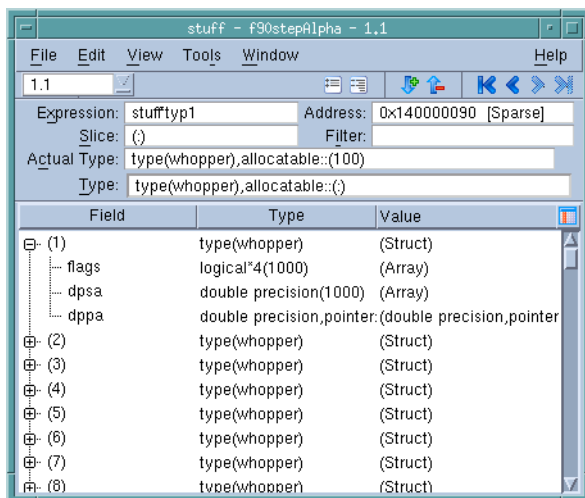 stuff - f90stepAlpha - 1.1
File Edit View Tools Window Help
1.1
Expression: stuff'typ1 Address: 0x140000090 [Sparse]
Slice: (:) Filter:
Actual Type: type(whopper),allocatable::(100)
Type: type(whopper),allocatable::(:)
Field Type Value
(1) type(whopper) (Struct)
flags logical*4(1000) (Array)
dpsa double precision(1000) (Array)
dppa double precision,pointer: (double precision,pointer
(2) type(whopper) (Struct)
(3) type(whopper) (Struct)
(4) type(whopper) (Struct)
(5) type(whopper) (Struct)
(6) type(whopper) (Struct)
(7) type(whopper) (Struct)
(8) type(whopper) (Struct)